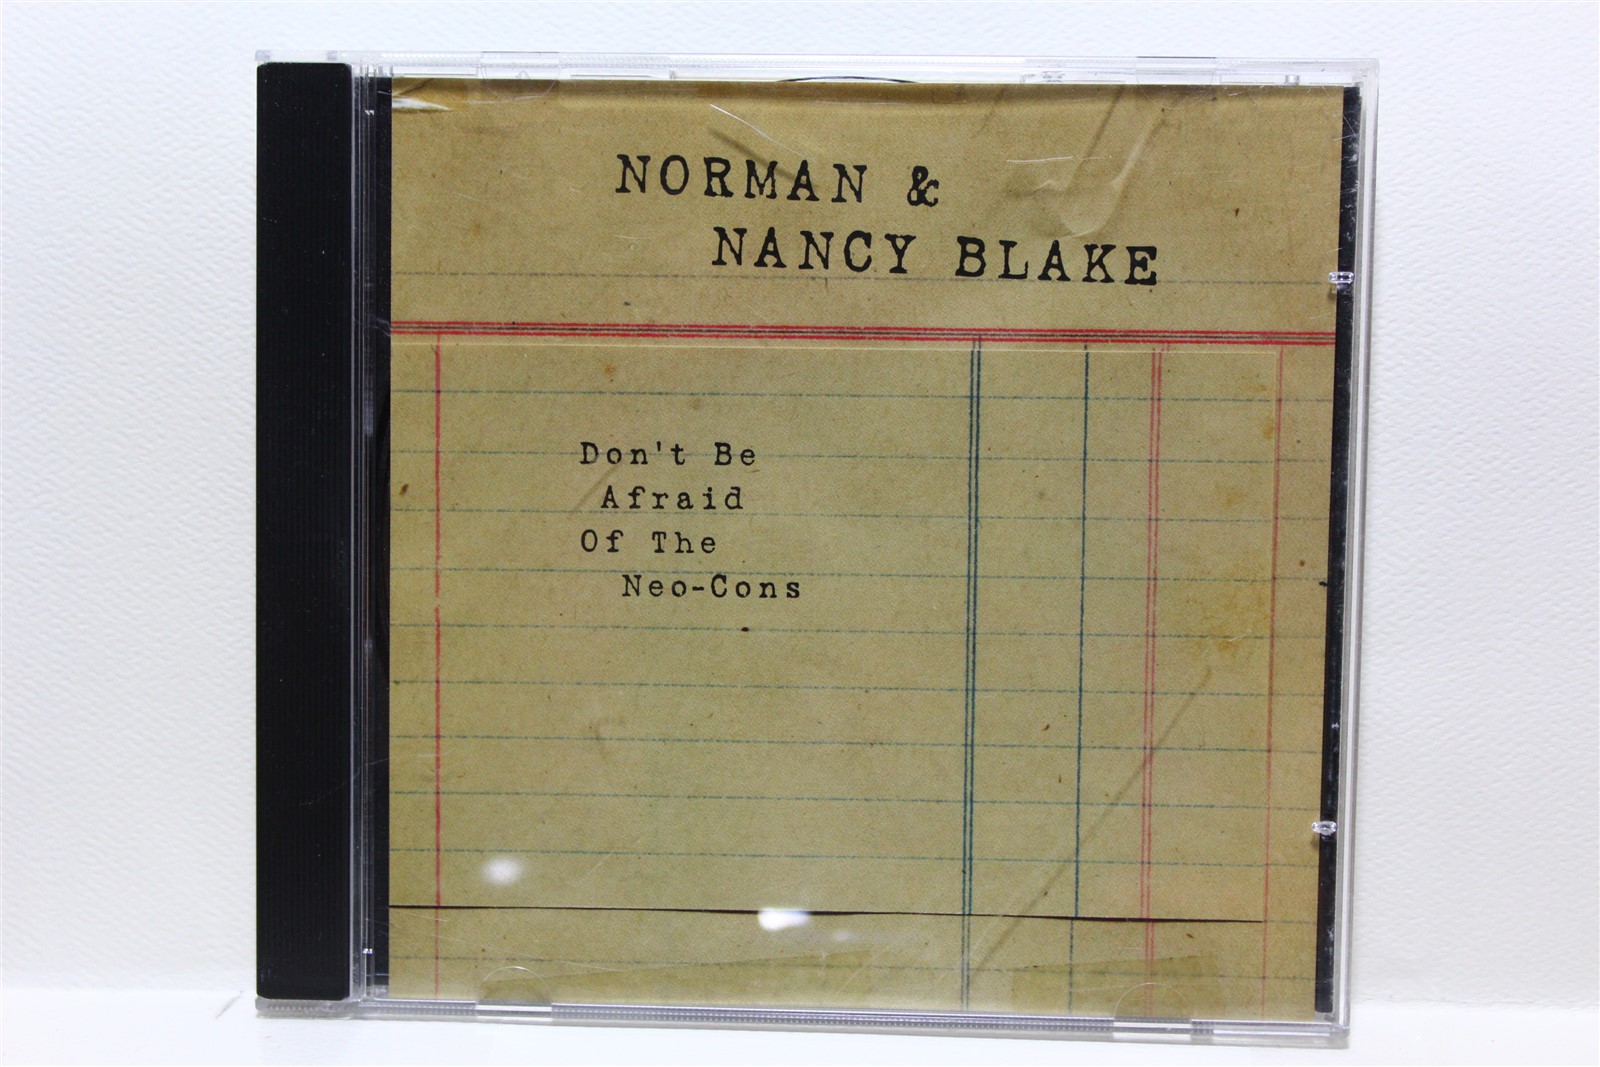 NORMAN &
NANCY BLAKE
Don't Be
Afraid
Of The
Neo-Cons